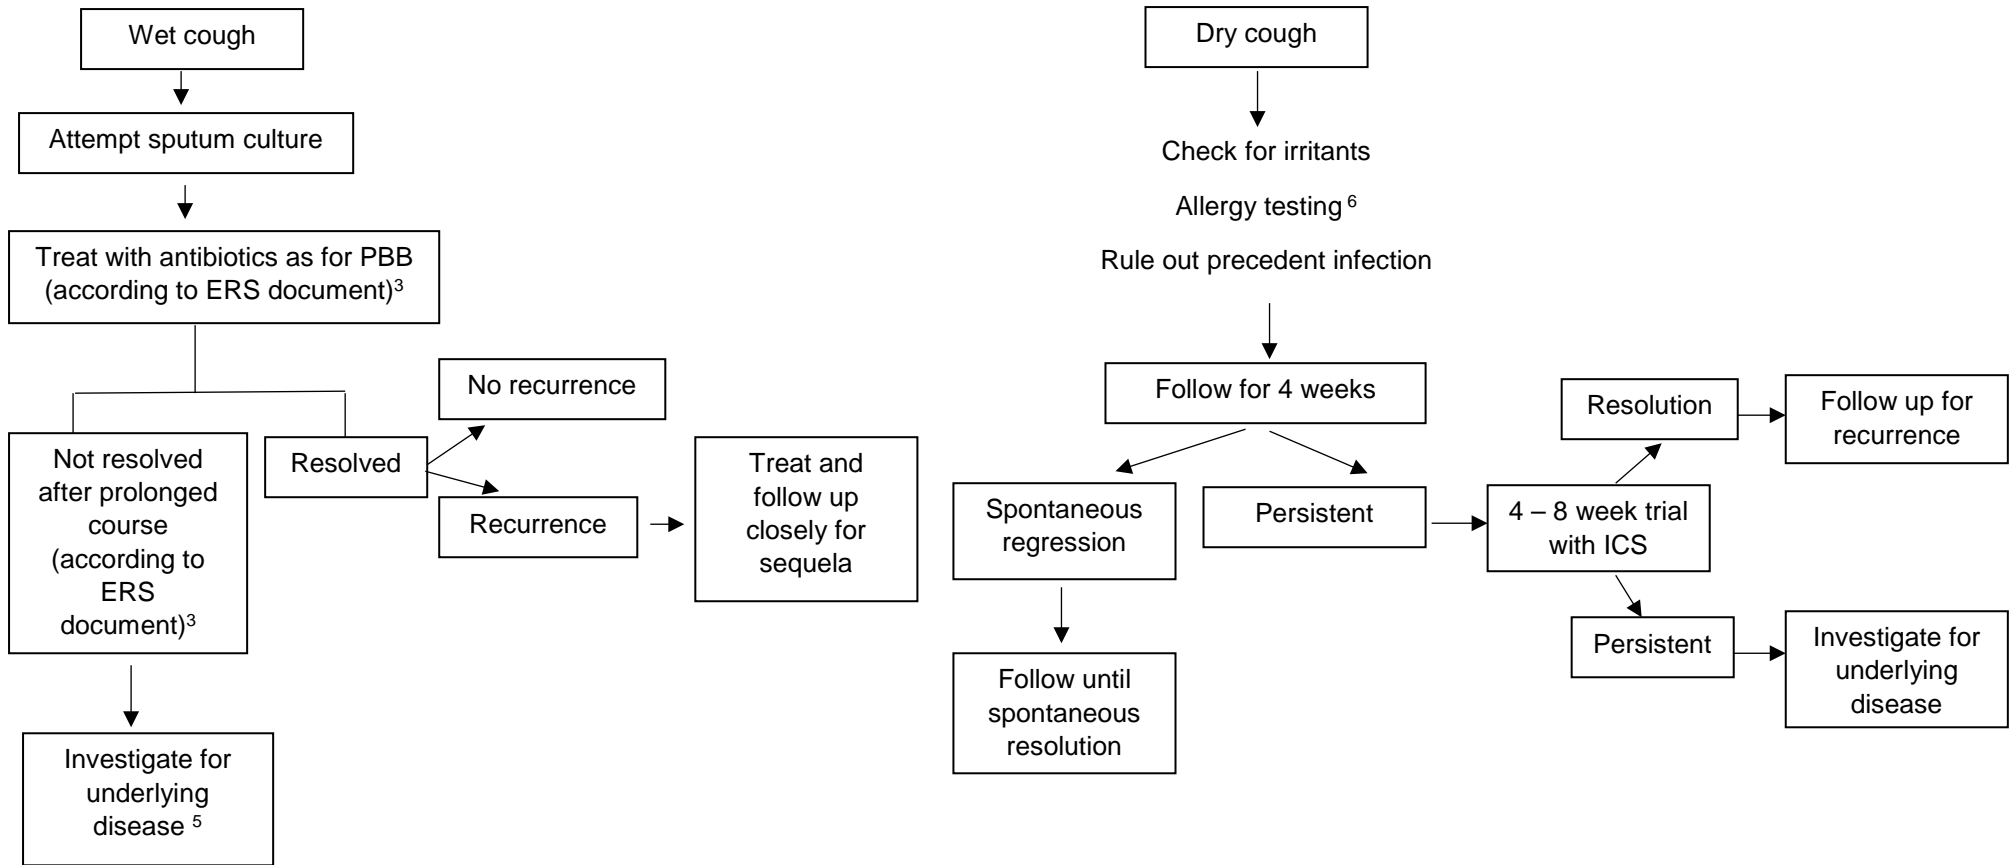 Wet cough
Attempt sputum culture
Treat with antibiotics as for PBB
(according to ERS document)³
Not resolved
after prolonged
course
(according to
ERS
document)³
Resolved
No recurrence
Recurrence
Treat and
follow up
closely for
sequela
Investigate for
underlying
disease ⁵
Dry cough
Check for irritants
Allergy testing ⁶
Rule out precedent infection
Follow for 4 weeks
Spontaneous
regression
Follow until
spontaneous
resolution
Persistent
4 – 8 week trial
with ICS
Resolution
Follow up for
recurrence
Persistent
Investigate for
underlying
disease